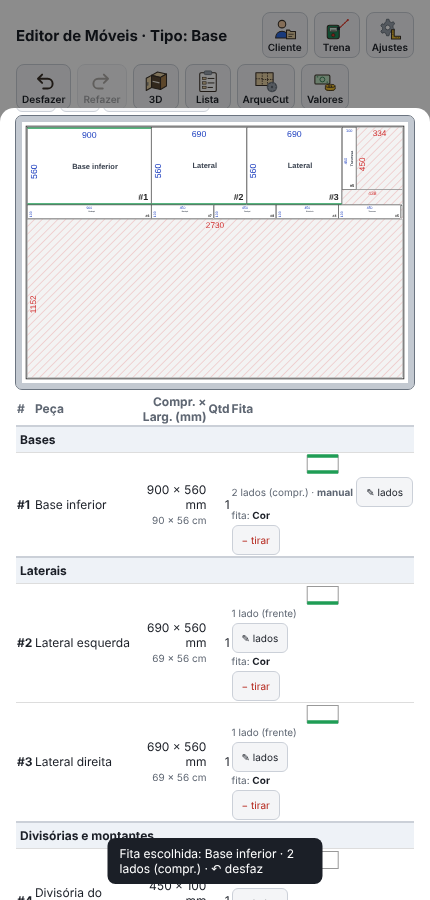 Editor de Móveis · Tipo: Base
Cliente
Trena
Ajustes
Desfazer
Refazer
3D
Lista
ArqueCut
Valores
900
690
690
334
560
Base inferior
560
Lateral
560
Lateral
450
#1
#2
#3
2730
1152
# Peça Compr. × Larg. (mm) Qtd Fita
Bases
#1 Base inferior 900 × 560 mm 1
90 × 56 cm
2 lados (compr.) · manual ✎ lados
fita: Cor
− tirar
Laterais
#2 Lateral esquerda 690 × 560 mm 1
69 × 56 cm
1 lado (frente)
✎ lados
fita: Cor
− tirar
#3 Lateral direita 690 × 560 mm 1
69 × 56 cm
1 lado (frente)
✎ lados
fita: Cor
− tirar
Divisórias e montantes
Fita escolhida: Base inferior · 2
lados (compr.) · ↶ desfaz
#4 Divisória do 450 × 100 1